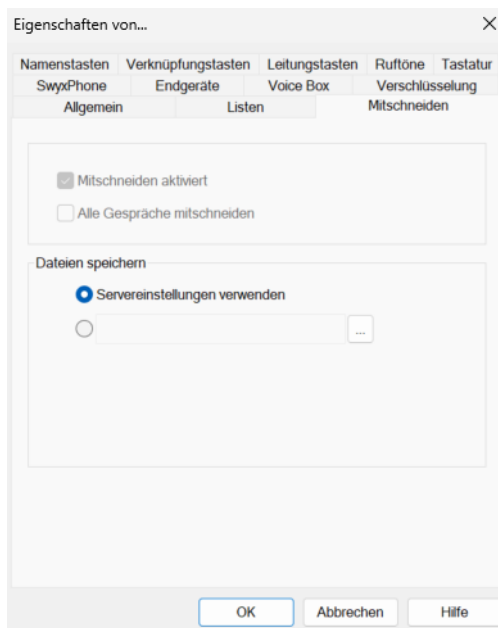 Eigenschaften von...
Namenstasten Verknüpfungstasten Leitungstasten Ruftöne Tastatur
SwyxPhone Endgeräte Voice Box Verschlüsselung
Allgemein Listen Mitschneiden
Mitschneiden aktiviert
Alle Gespräche mitschneiden
Dateien speichern
Servereinstellungen verwenden
...
OK Abbrechen Hilfe